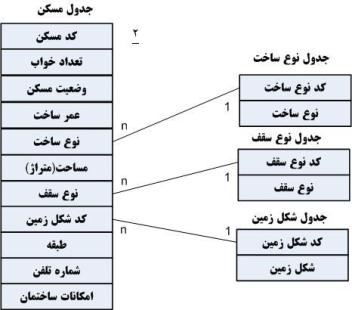 جدول مسکن
۲
کد مسکن
تعداد خواب
وضعیت مسکن
عمر ساخت
نوع ساخت
مساحت(متراژ)
نوع سقف
کد شکل زمین
طبقه
شماره تلفن
امکانات ساختمان
جدول نوع ساخت
کد نوع ساخت
نوع ساخت
n
1
جدول نوع سقف
کد نوع سقف
نوع سقف
n
1
جدول شکل زمین
کد شکل زمین
شکل زمین
n
1